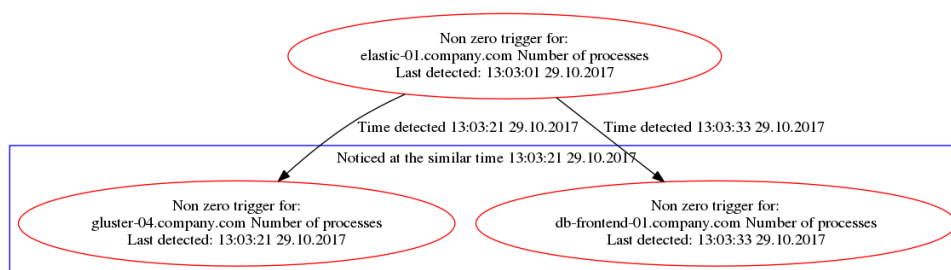 Non zero trigger for:
elastic-01.company.com Number of processes
Last detected: 13:03:01 29.10.2017
Time detected 13:03:21 29.10.2017
Time detected 13:03:33 29.10.2017
Noticed at the similar time 13:03:21 29.10.2017
Non zero trigger for:
gluster-04.company.com Number of processes
Last detected: 13:03:21 29.10.2017
Non zero trigger for:
db-frontend-01.company.com Number of processes
Last detected: 13:03:33 29.10.2017